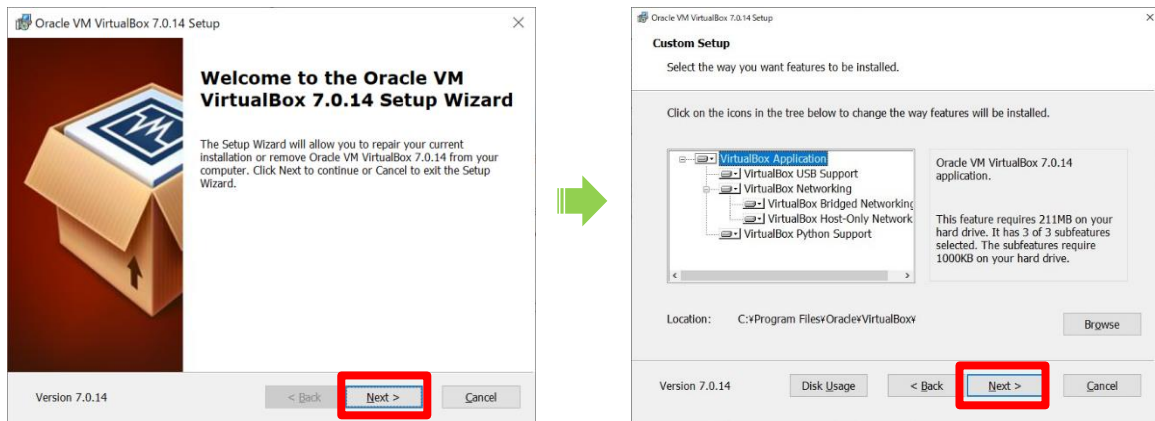 Oracle VM VirtualBox 7.0.14 Setup
Welcome to the Oracle VM
VirtualBox 7.0.14 Setup Wizard
The Setup Wizard will allow you to repair your current
installation or remove Oracle VM VirtualBox 7.0.14 from your
computer. Click Next to continue or Cancel to exit the Setup
Wizard.
Version 7.0.14
< Back
Next >
Cancel
Oracle VM VirtualBox 7.0.14 Setup
Custom Setup
Select the way you want features to be installed.
Click on the icons in the tree below to change the way features will be installed.
VirtualBox Application
VirtualBox USB Support
VirtualBox Networking
VirtualBox Bridged Networking
VirtualBox Host-Only Network
VirtualBox Python Support
Oracle VM VirtualBox 7.0.14
application.
This feature requires 211MB on your
hard drive. It has 3 of 3 subfeatures
selected. The subfeatures require
1000KB on your hard drive.
Location: C:¥Program Files¥Oracle¥VirtualBox¥
Browse
Version 7.0.14
Disk Usage
< Back
Next >
Cancel